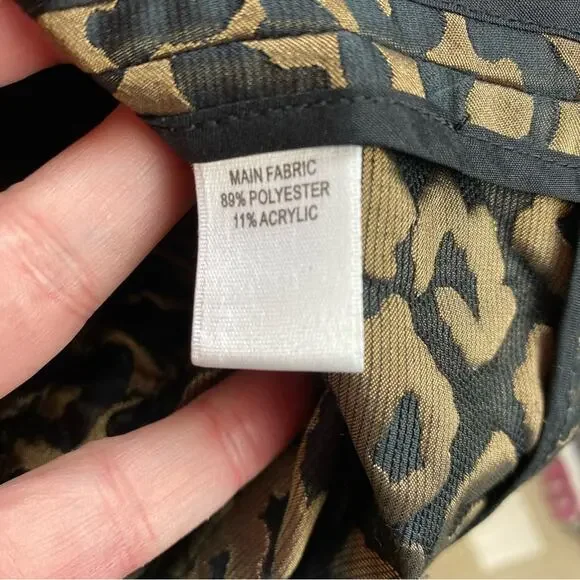 MAIN FABRIC
89% POLYESTER
11% ACRYLIC